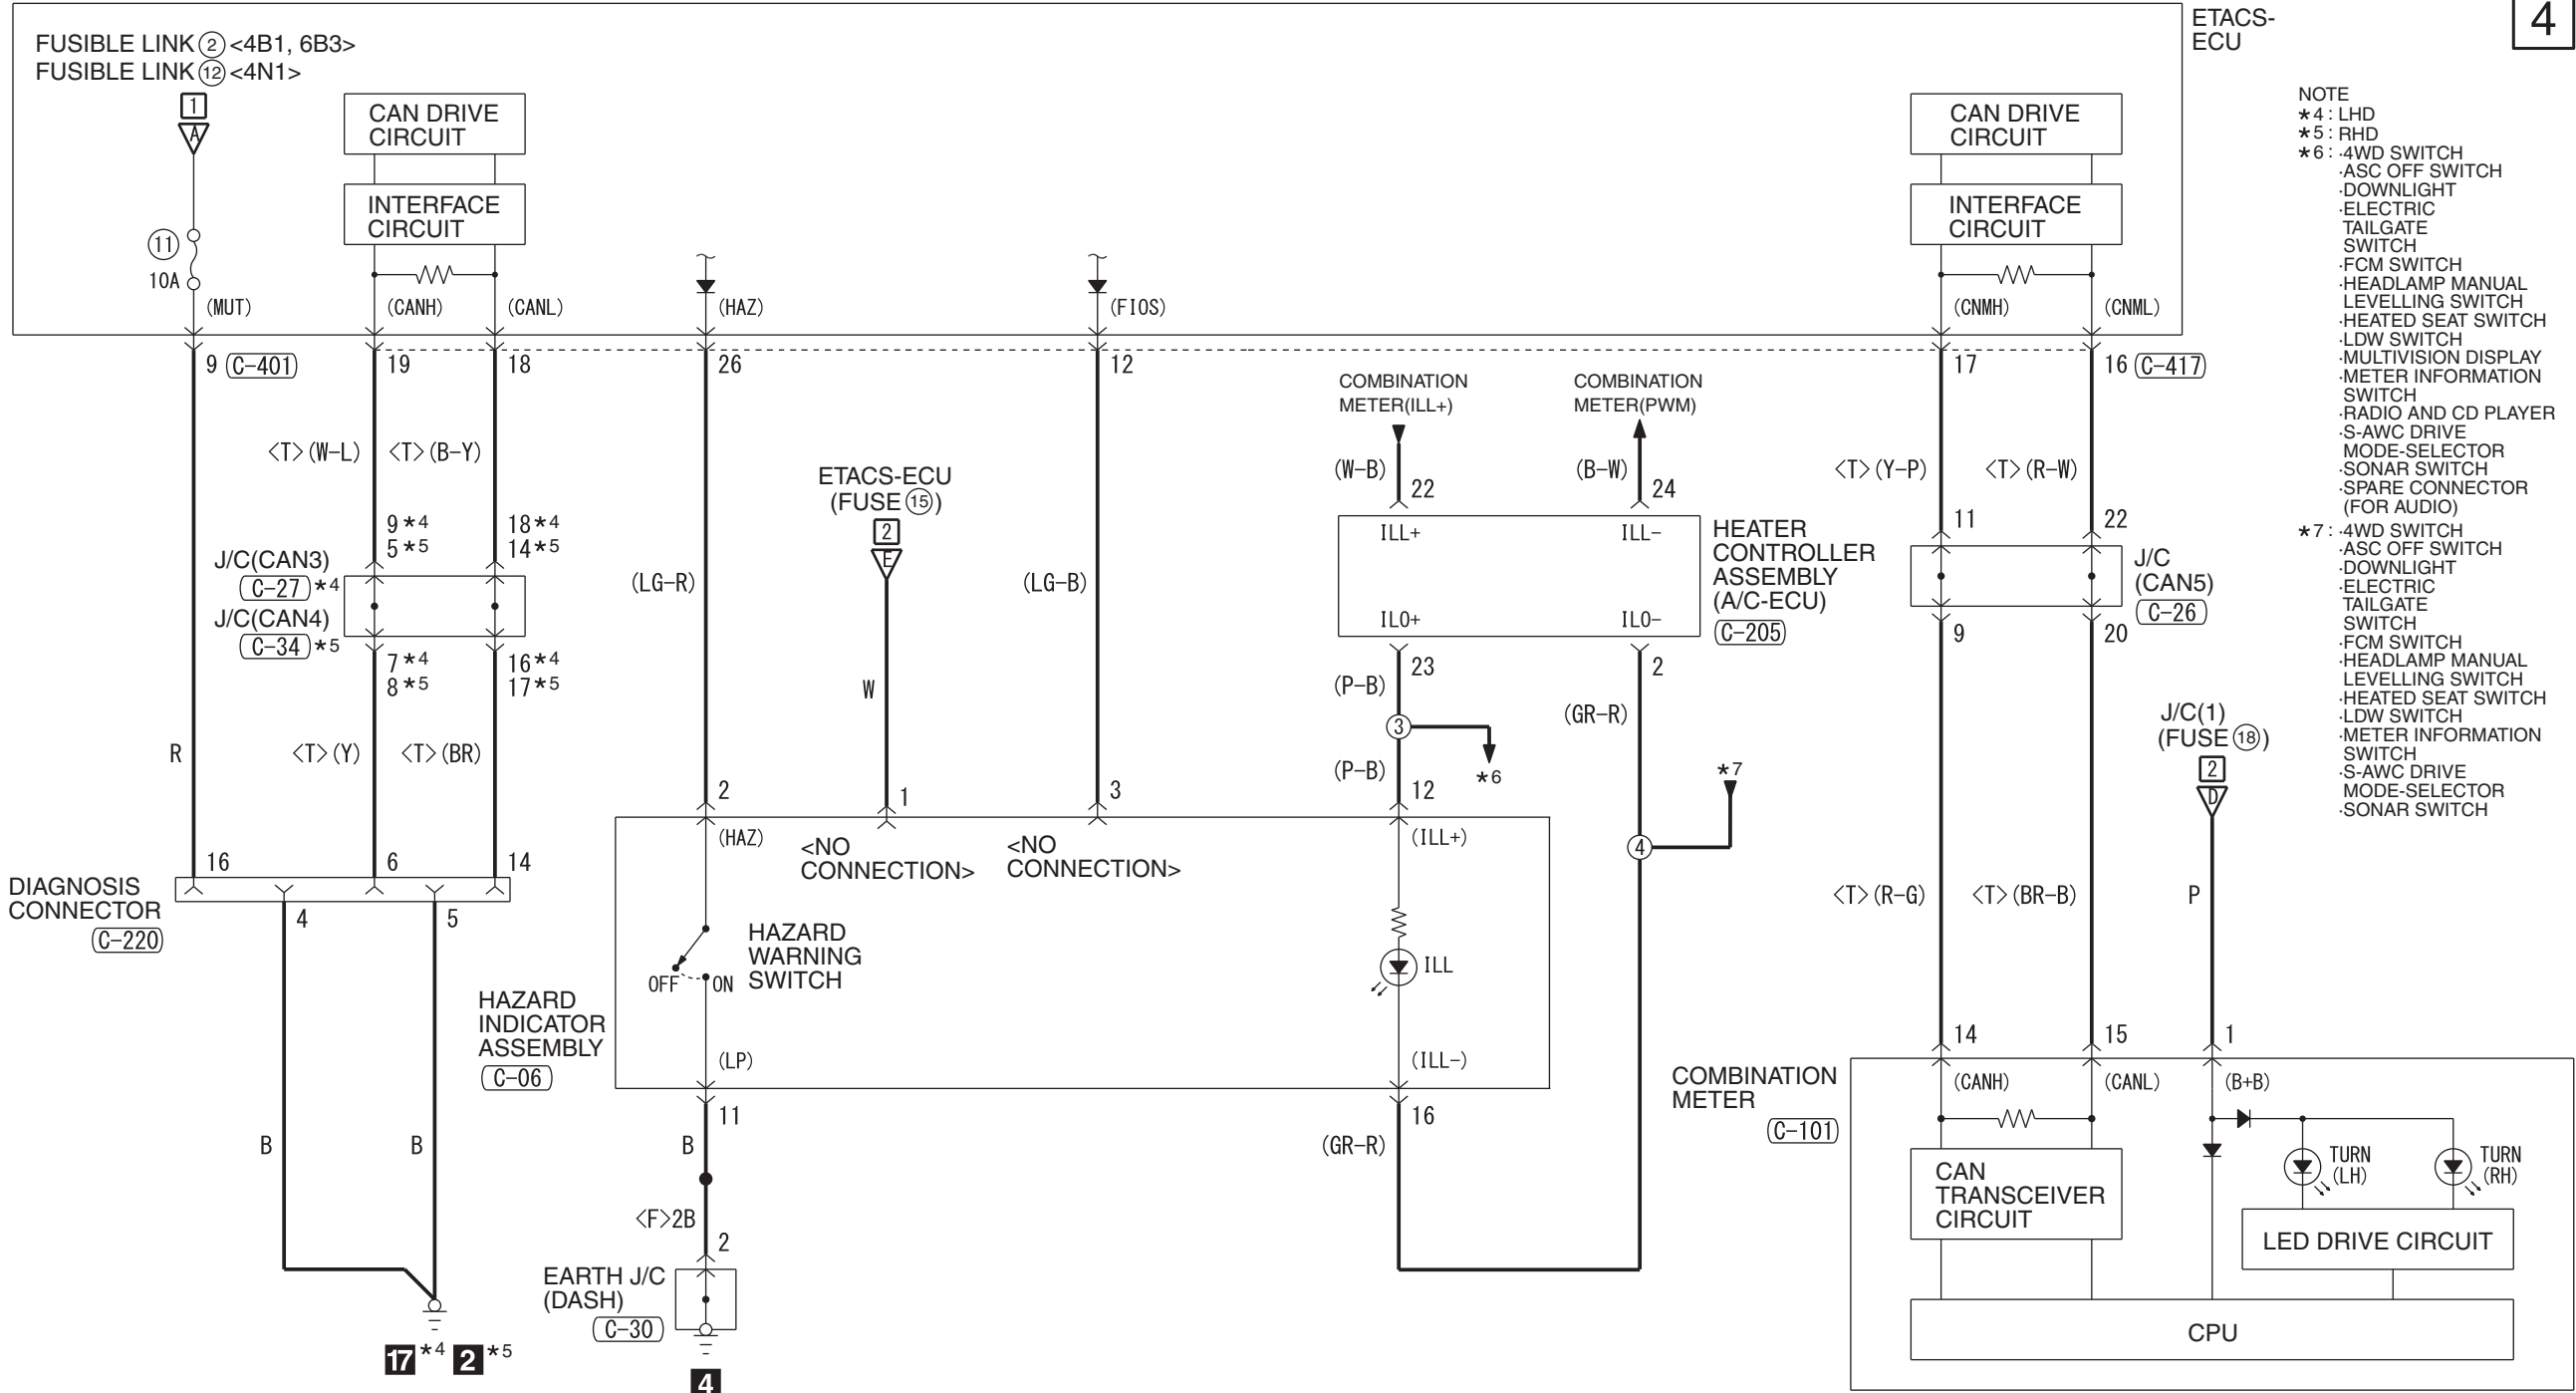 4
ETACS-
ECU
FUSIBLE LINK ② <4B1, 6B3>
FUSIBLE LINK ⑫ <4N1>
1
A
⑪
10A
CAN DRIVE
CIRCUIT
INTERFACE
CIRCUIT
CAN DRIVE
CIRCUIT
INTERFACE
CIRCUIT
(MUT)
(CANH)
(CANL)
(HAZ)
(FIOS)
(CNMH)
(CNML)
9 C-401
19
18
26
12
17
16 C-417
NOTE
*4 : LHD
*5 : RHD
*6 : ·4WD SWITCH
·ASC OFF SWITCH
·DOWNLIGHT
·ELECTRIC
TAILGATE
SWITCH
·FCM SWITCH
·HEADLAMP MANUAL
LEVELLING SWITCH
·HEATED SEAT SWITCH
·LDW SWITCH
·MULTIVISION DISPLAY
·METER INFORMATION
SWITCH
·RADIO AND CD PLAYER
·S-AWC DRIVE
MODE-SELECTOR
·SONAR SWITCH
·SPARE CONNECTOR
(FOR AUDIO)
*7 : ·4WD SWITCH
·ASC OFF SWITCH
·DOWNLIGHT
·ELECTRIC
TAILGATE
SWITCH
·FCM SWITCH
·HEADLAMP MANUAL
LEVELLING SWITCH
·HEATED SEAT SWITCH
·LDW SWITCH
·METER INFORMATION
SWITCH
·S-AWC DRIVE
MODE-SELECTOR
·SONAR SWITCH
<T>(W-L)
<T>(B-Y)
9*4
5*5
18*4
14*5
J/C(CAN3)
C-27 *4
J/C(CAN4)
C-34 *5
7*4
8*5
16*4
17*5
R
<T>(Y)
<T>(BR)
16
6
14
DIAGNOSIS
CONNECTOR
C-220
4
5
B
B
17 *4 2 *5
(LG-R)
ETACS-ECU
(FUSE ⑮)
2
E
W
(LG-B)
2
1
3
COMBINATION
METER(ILL+)
COMBINATION
METER(PWM)
(W-B)
22
(B-W)
24
ILL+
ILL-
ILO+
ILO-
HEATER
CONTROLLER
ASSEMBLY
(A/C-ECU)
C-205
23
2
(P-B)
③
*6
(GR-R)
(P-B)
12
*7
④
(HAZ)
<NO
CONNECTION>
<NO
CONNECTION>
(ILL+)
HAZARD
WARNING
SWITCH
OFF
ON
ILL
HAZARD
INDICATOR
ASSEMBLY
C-06
(LP)
(ILL-)
11
16
B
(GR-R)
<F>2B
2
EARTH J/C
(DASH)
C-30
4
<T>(Y-P)
<T>(R-W)
11
22
J/C
(CAN5)
C-26
9
20
J/C(1)
(FUSE ⑱)
2
D
<T>(R-G)
<T>(BR-B)
P
14
15
1
COMBINATION
METER
C-101
(CANH)
(CANL)
(B+B)
CAN
TRANSCEIVER
CIRCUIT
TURN
(LH)
TURN
(RH)
LED DRIVE CIRCUIT
CPU